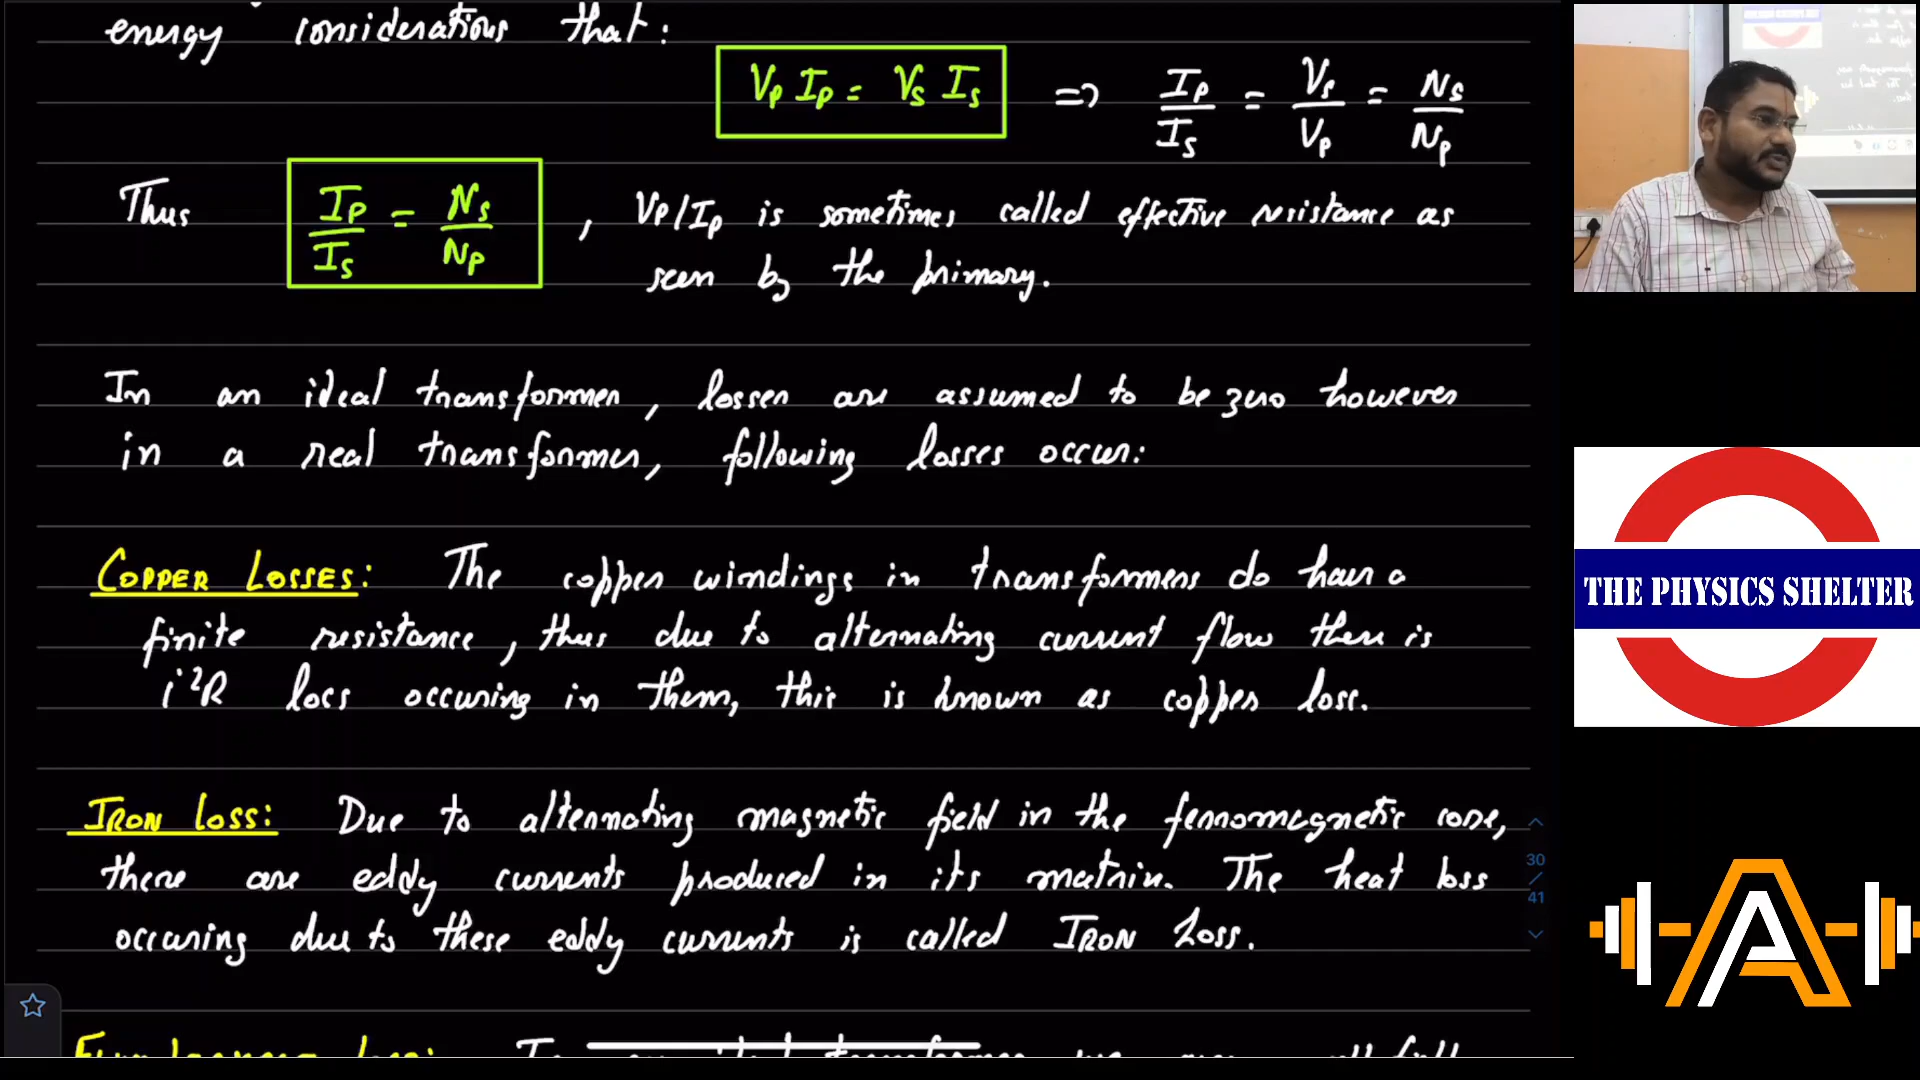 energy considerations that:
Vp Ip = Vs Is => Ip/Is = Vs/Vp = Ns/Np
Thus Ip/Is = Ns/Np , Vp/Ip is sometimes called effective resistance as
seen by the primary.
In an ideal transformer, losses are assumed to be zero however
in a real transformer, following losses occur:
COPPER LOSSES: The copper windings in transformers do have a
finite resistance, thus due to alternating current flow there is
i²R loss occuring in them, this is known as copper loss.
IRON LOSS: Due to alternating magnetic field in the ferromagnetic core,
there are eddy currents produced in its matrix. The heat loss
occuring due to these eddy currents is called IRON LOSS.
30
/
41
THE PHYSICS SHELTER